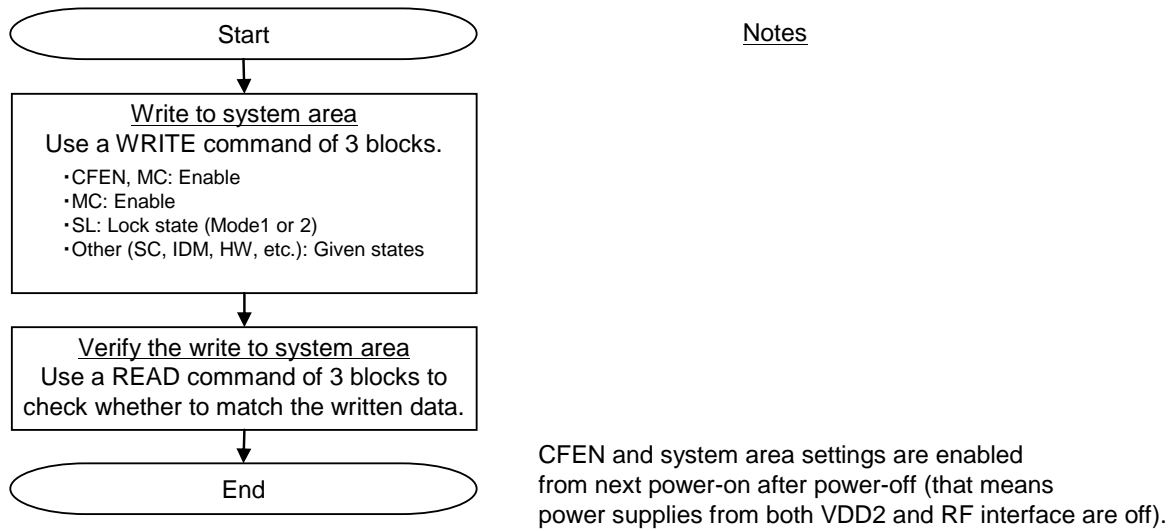 Start
Notes
Write to system area
Use a WRITE command of 3 blocks.
・CFEN, MC: Enable
・MC: Enable
・SL: Lock state (Mode1 or 2)
・Other (SC, IDM, HW, etc.): Given states
Verify the write to system area
Use a READ command of 3 blocks to
check whether to match the written data.
End
CFEN and system area settings are enabled
from next power-on after power-off (that means
power supplies from both VDD2 and RF interface are off).